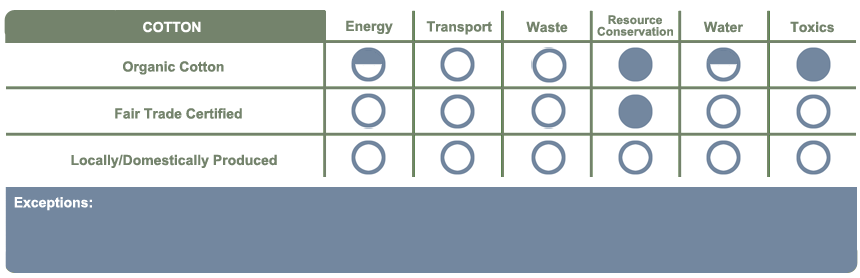 COTTON
Energy
Transport
Waste
Resource
Conservation
Water
Toxics
Organic Cotton
Fair Trade Certified
Locally/Domestically Produced
Exceptions: